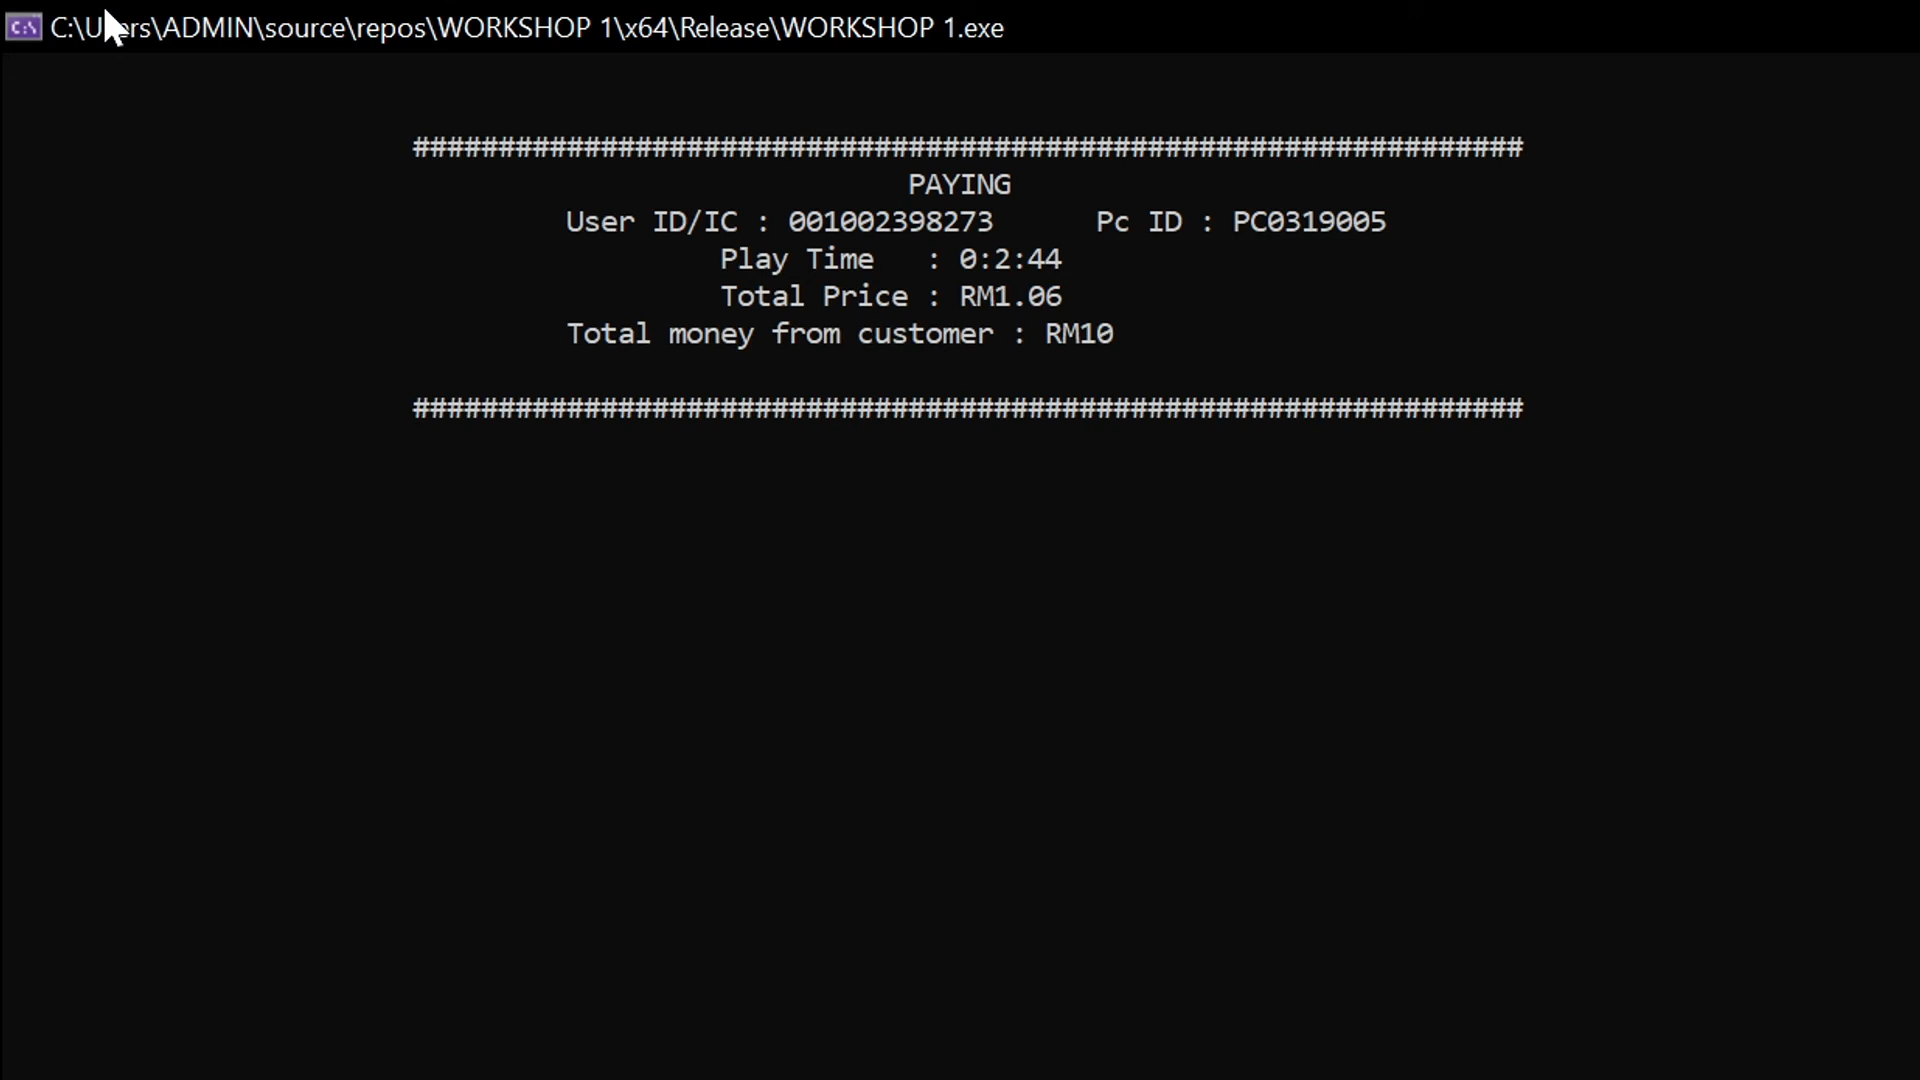 C:\Users\ADMIN\source\repos\WORKSHOP 1\x64\Release\WORKSHOP 1.exe
#################################################################
PAYING
User ID/IC : 001002398273 Pc ID : PC0319005
Play Time : 0:2:44
Total Price : RM1.06
Total money from customer : RM10
#################################################################